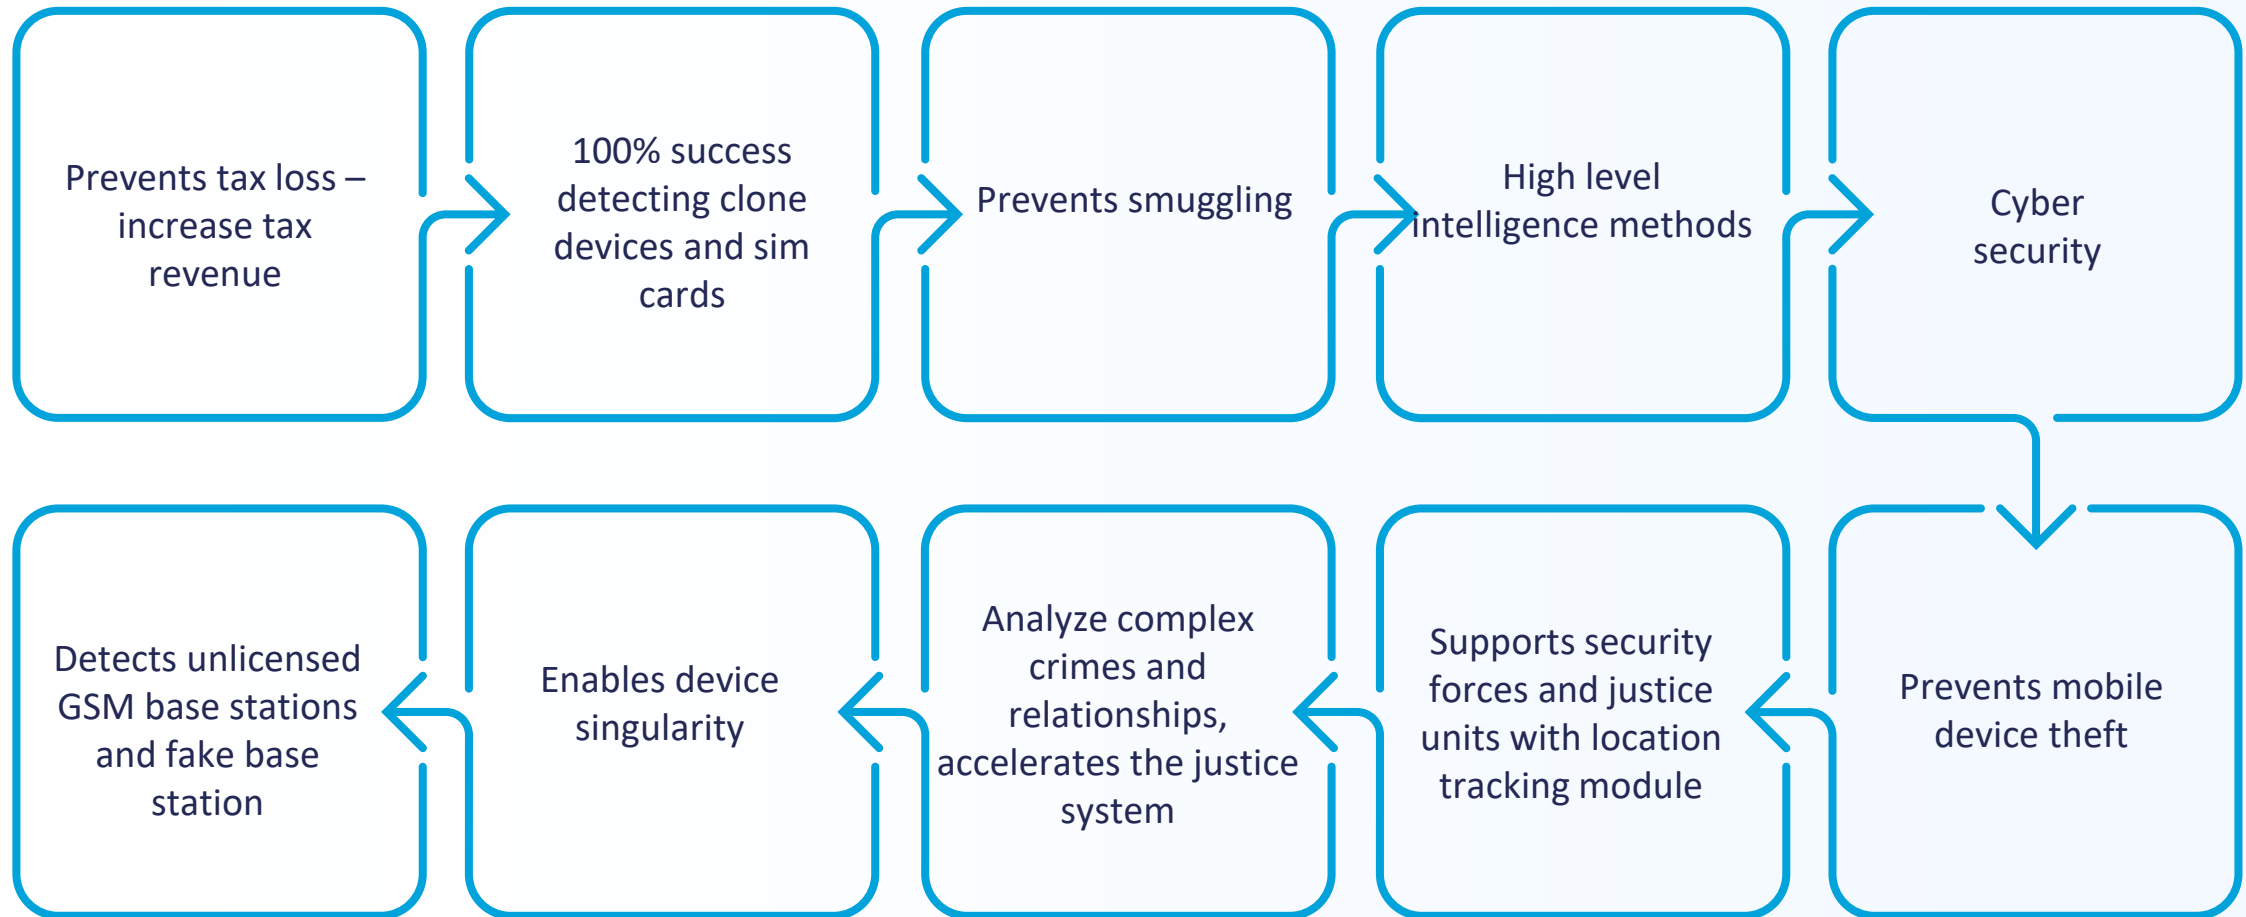 Prevents tax loss –
increase tax
revenue
100% success
detecting clone
devices and sim
cards
Prevents smuggling
High level
intelligence methods
Cyber
security
Prevents mobile
device theft
Supports security
forces and justice
units with location
tracking module
Analyze complex
crimes and
relationships,
accelerates the justice
system
Enables device
singularity
Detects unlicensed
GSM base stations
and fake base
station